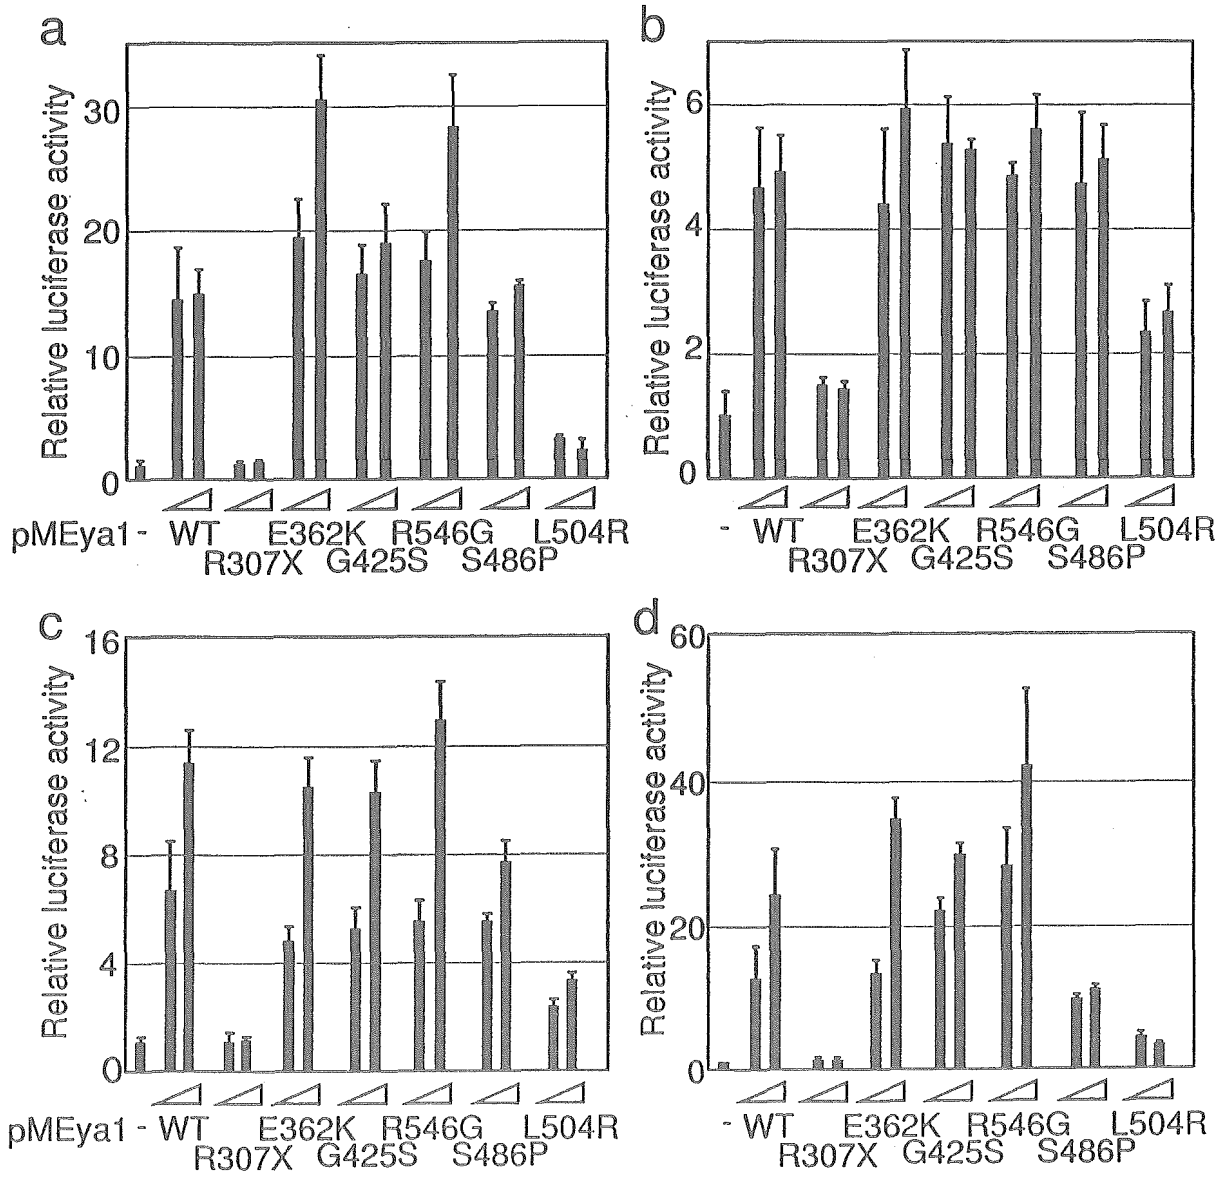 a
Relative luciferase activity
30
20
10
0
pMEya1 - WT E362K R546G L504R
R307X G425S S486P
b
Relative luciferase activity
6
4
2
0
- WT E362K R546G L504R
R307X G425S S486P
c
Relative luciferase activity
16
12
8
4
0
pMEya1 - WT E362K R546G L504R
R307X G425S S486P
d
Relative luciferase activity
60
40
20
0
- WT E362K R546G L504R
R307X G425S S486P